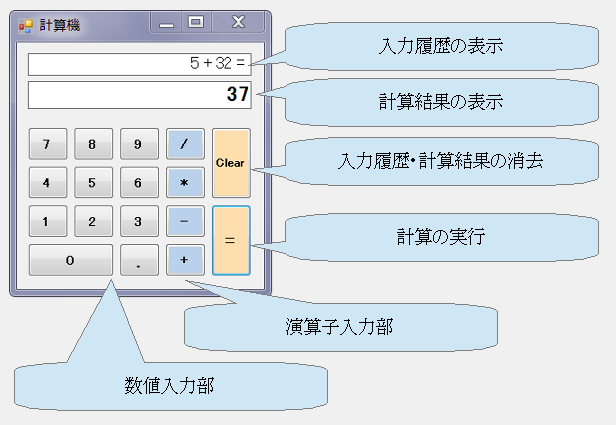 計算機
5 + 32 =
37
7 8 9 / Clear
4 5 6 *
1 2 3 - =
0 . +
入力履歴の表示
計算結果の表示
入力履歴・計算結果の消去
計算の実行
演算子入力部
数値入力部